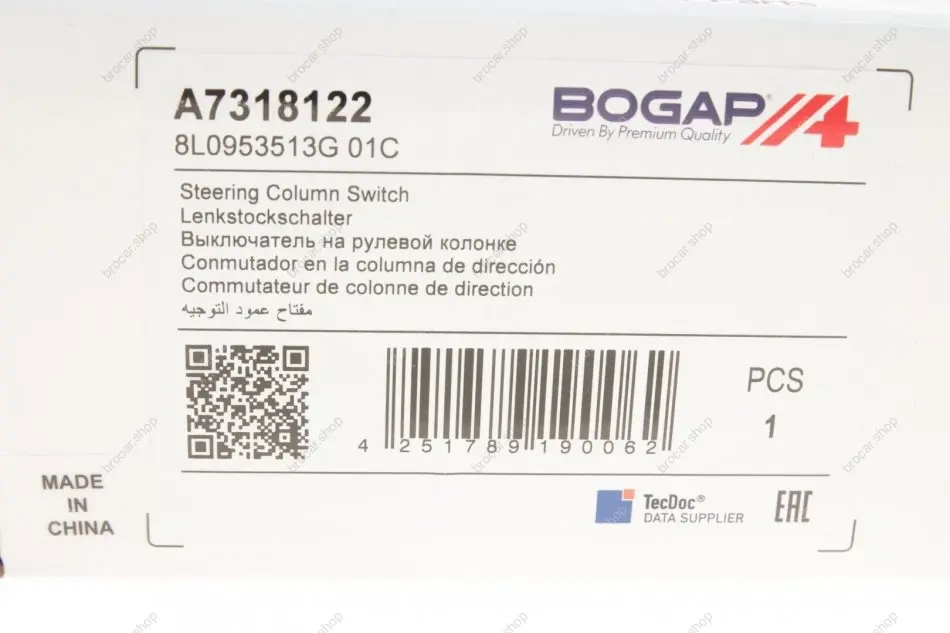 A7318122
8L0953513G 01C
BOGAP®
Driven By Premium Quality
Steering Column Switch
Lenkstockschalter
Выключатель на рулевой колонке
Conmutador en la columna de dirección
Commutateur de colonne de direction
مفتاح عمود التوجيه
4 251789 190062
PCS
1
MADE
IN
CHINA
TecDoc®
DATA SUPPLIER
EAC
brocar.shop